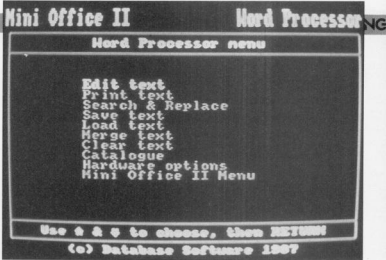 Mini Office II Word Processor
NG
Word Processor menu
Edit text
Print text
Search & Replace
Save text
Load text
Merge text
Clear text
Catalogue
Hardware options
Mini Office II Menu
Use ↑ & ↓ to choose, then RETURN
(c) Database Software 1987